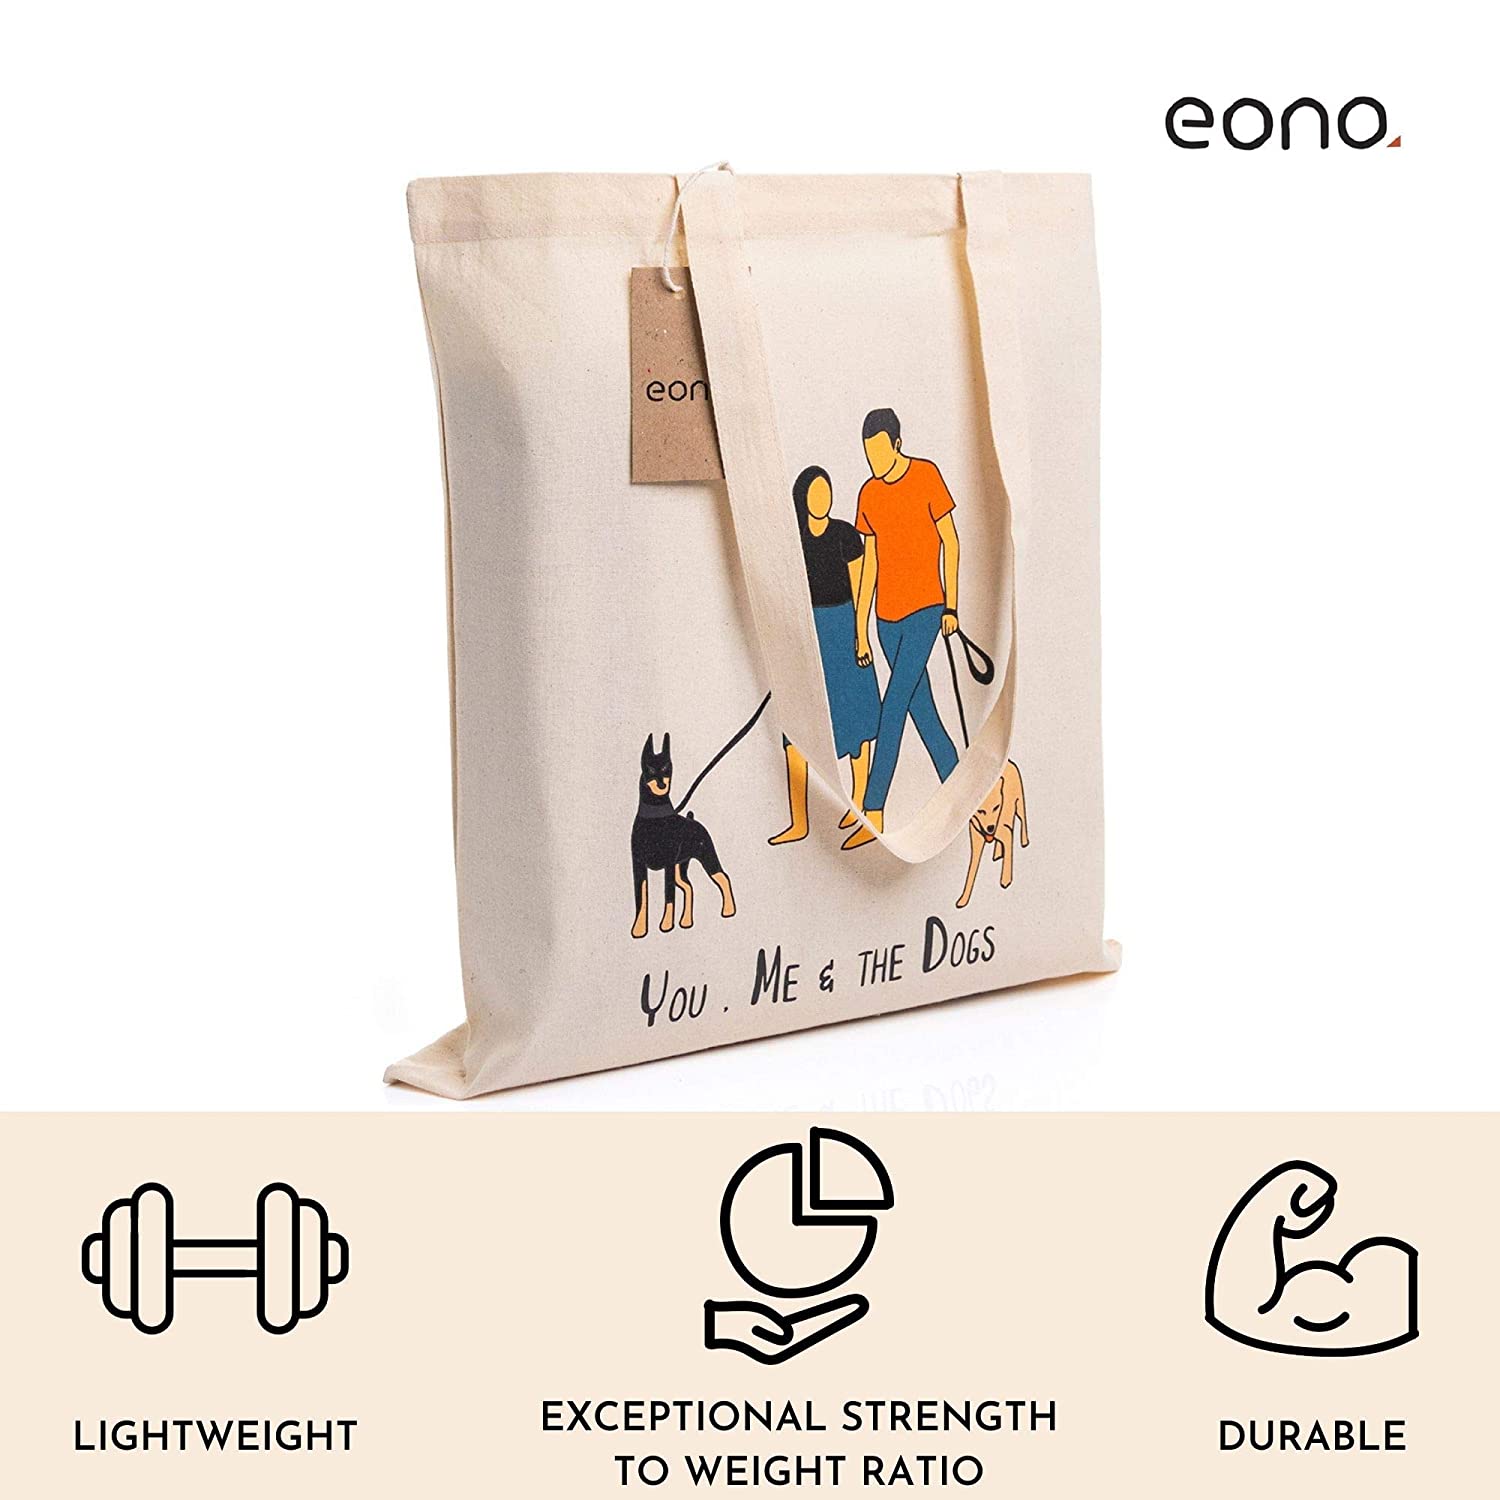 eono
eon
You . Me & the Dogs
LIGHTWEIGHT
EXCEPTIONAL STRENGTH
TO WEIGHT RATIO
DURABLE